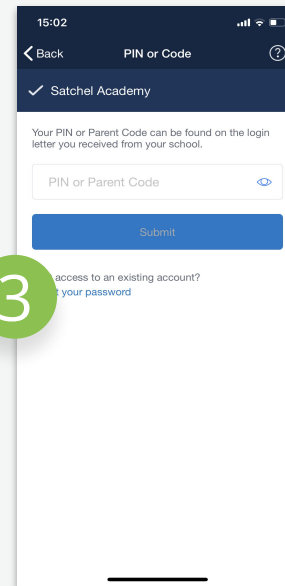 15:02
Back PIN or Code ?
Satchel Academy
Your PIN or Parent Code can be found on the login
letter you received from your school.
PIN or Parent Code
Submit
access to an existing account?
your password
3